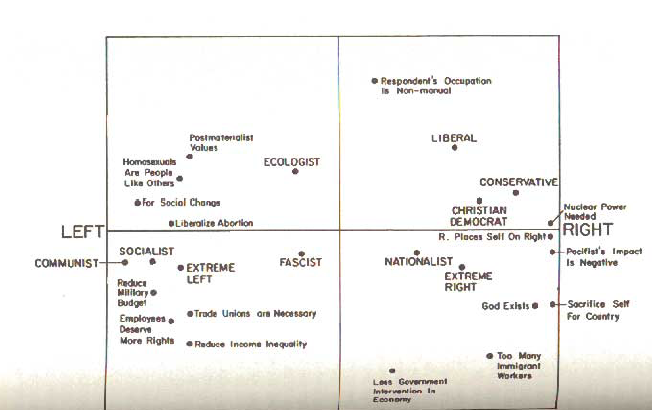 Respondent's Occupation
Is Non-manual
Postmaterialist
Values
LIBERAL
Homosexuals
Are People
Like Others
ECOLOGIST
CONSERVATIVE
For Social Change
CHRISTIAN
DEMOCRAT
Nuclear Power
Needed
Liberalize Abortion
LEFT
RIGHT
R. Places Self On Right
SOCIALIST
COMMUNIST
EXTREME
LEFT
FASCIST
NATIONALIST
EXTREME
RIGHT
Pacifist's Impact
Is Negative
Reduce
Military
Budget
God Exists
Sacrifice Self
For Country
Trade Unions are Necessary
Employees
Deserve
More Rights
Reduce Income Inequality
Too Many
Immigrant
Workers
Less Government
Intervention In
Economy